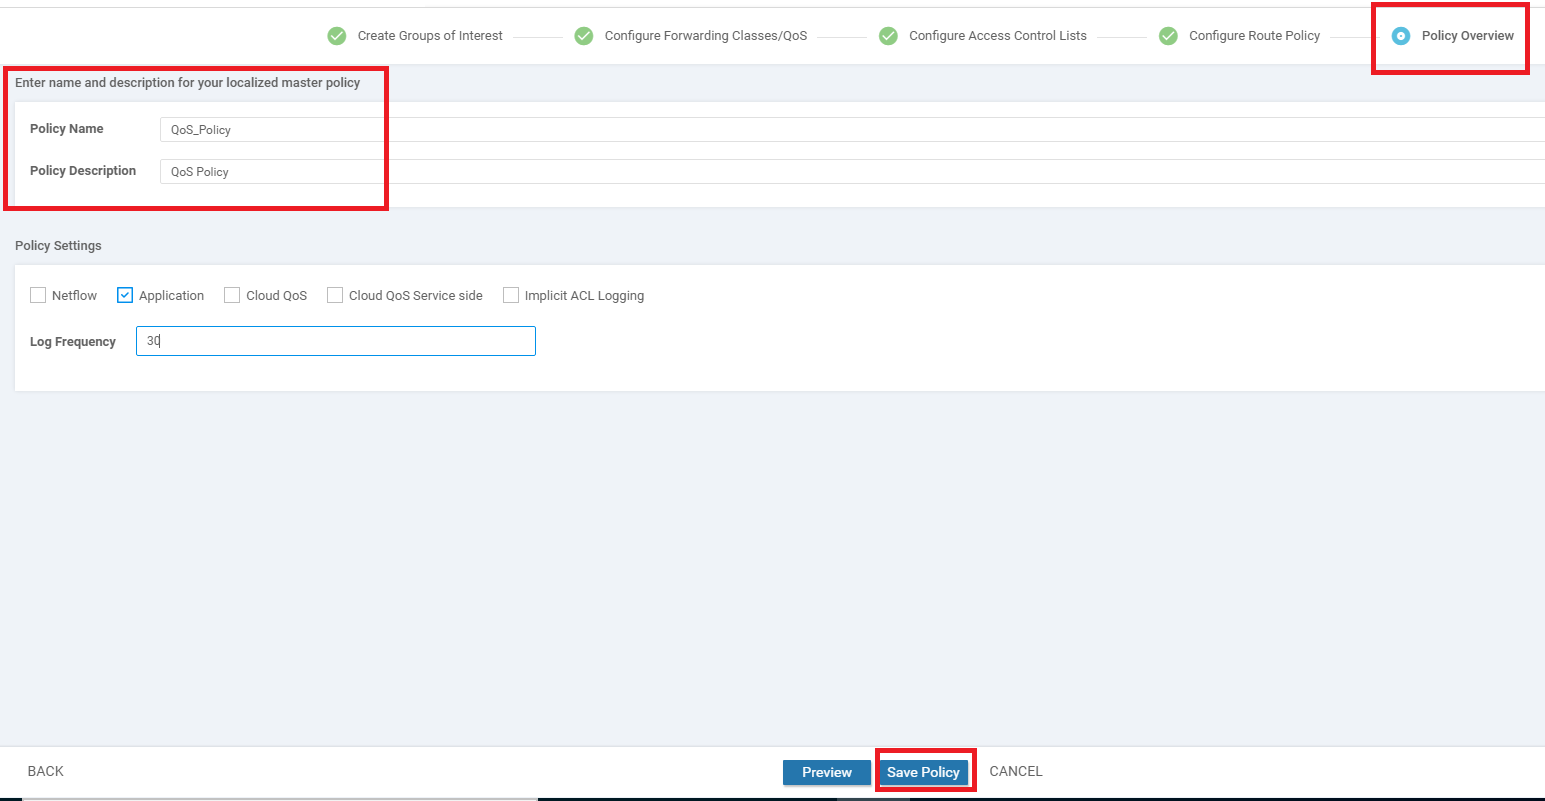 Create Groups of Interest Configure Forwarding Classes/QoS Configure Access Control Lists Configure Route Policy Policy Overview
Enter name and description for your localized master policy
Policy Name QoS_Policy
Policy Description QoS Policy
Policy Settings
Netflow Application Cloud QoS Cloud QoS Service side Implicit ACL Logging
Log Frequency 30
BACK Preview Save Policy CANCEL